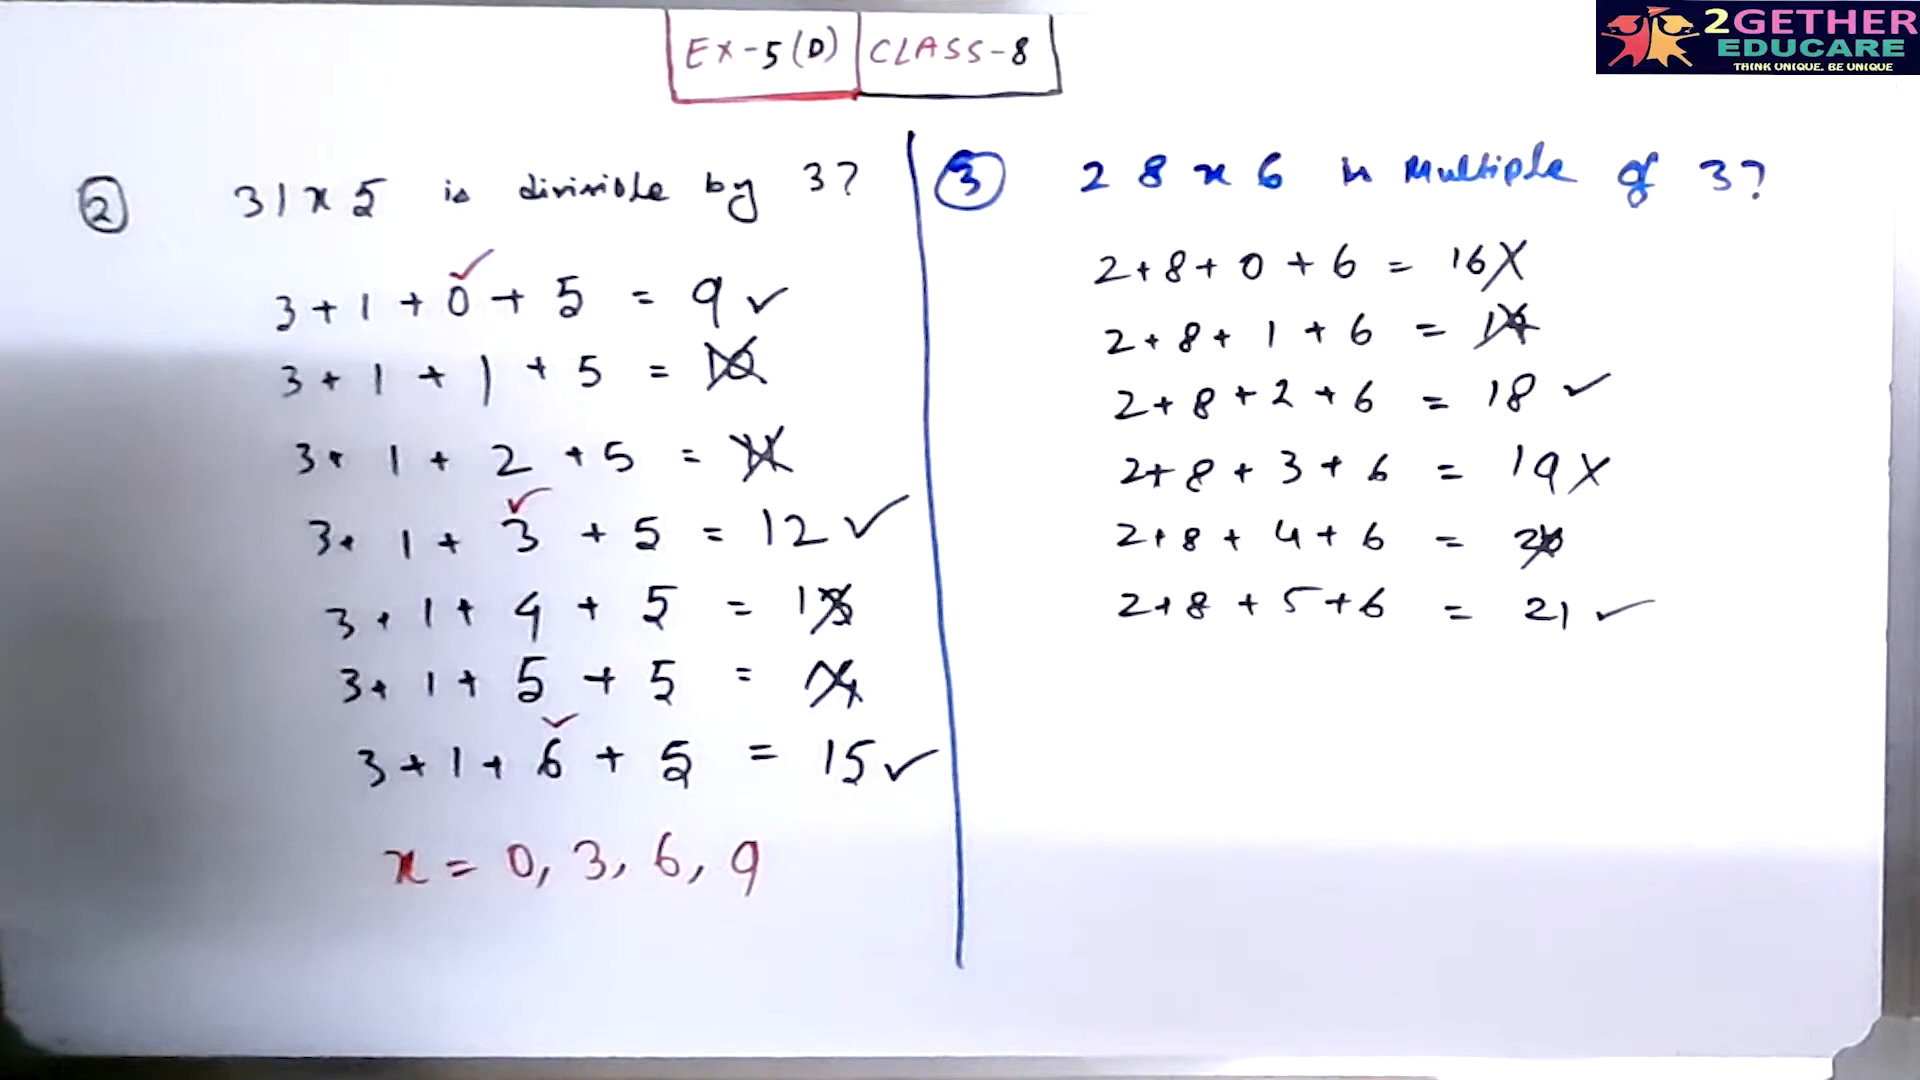 EX-5(D) CLASS-8
2GETHER
EDUCARE
THINK UNIQUE. BE UNIQUE
2 31x5 is divisible by 3?
3+1+0+5 = 9✓
3+1+1+5 = 10
3+1+2+5 = 11
3+1+3+5 = 12✓
3+1+4+5 = 13
3+1+5+5 = 14
3+1+6+5 = 15✓
x = 0, 3, 6, 9
3 28x6 is Multiple of 3?
2+8+0+6 = 16X
2+8+1+6 = 17
2+8+2+6 = 18✓
2+8+3+6 = 19X
2+8+4+6 = 20
2+8+5+6 = 21✓